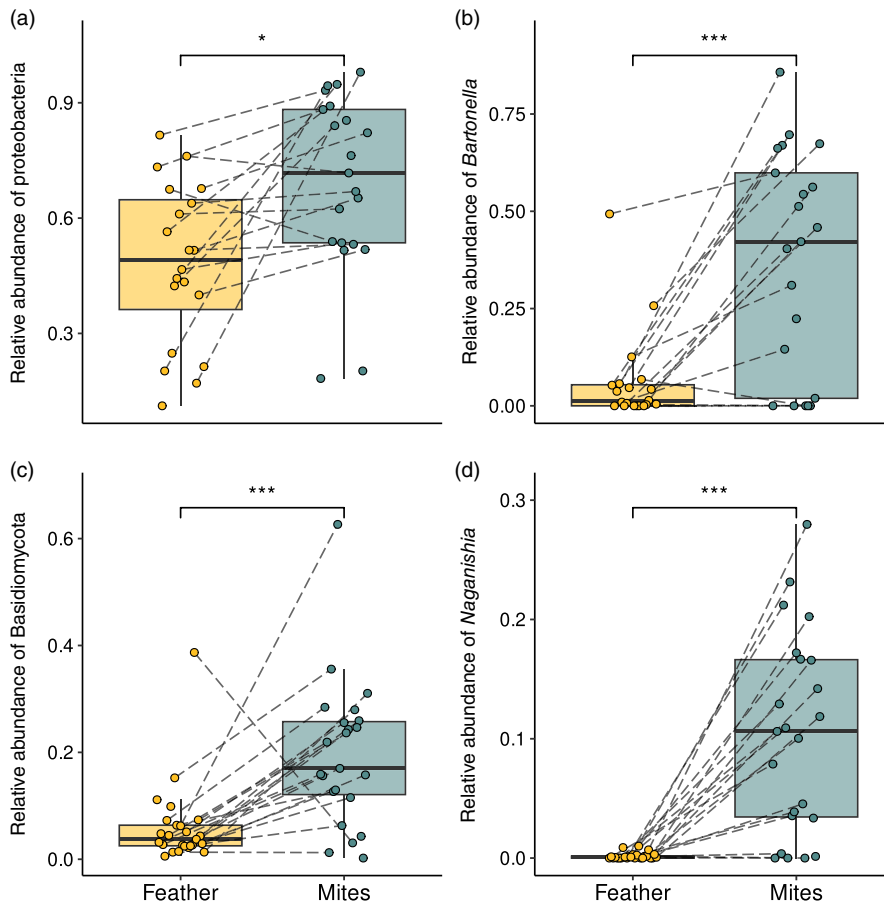 (a)
*
Relative abundance of proteobacteria
0.9
0.6
0.3
(b)
***
Relative abundance of Bartonella
0.75
0.50
0.25
0.00
(c)
***
Relative abundance of Basidiomycota
0.6
0.4
0.2
0.0
Feather Mites
(d)
***
Relative abundance of Naganishia
0.3
0.2
0.1
0.0
Feather Mites